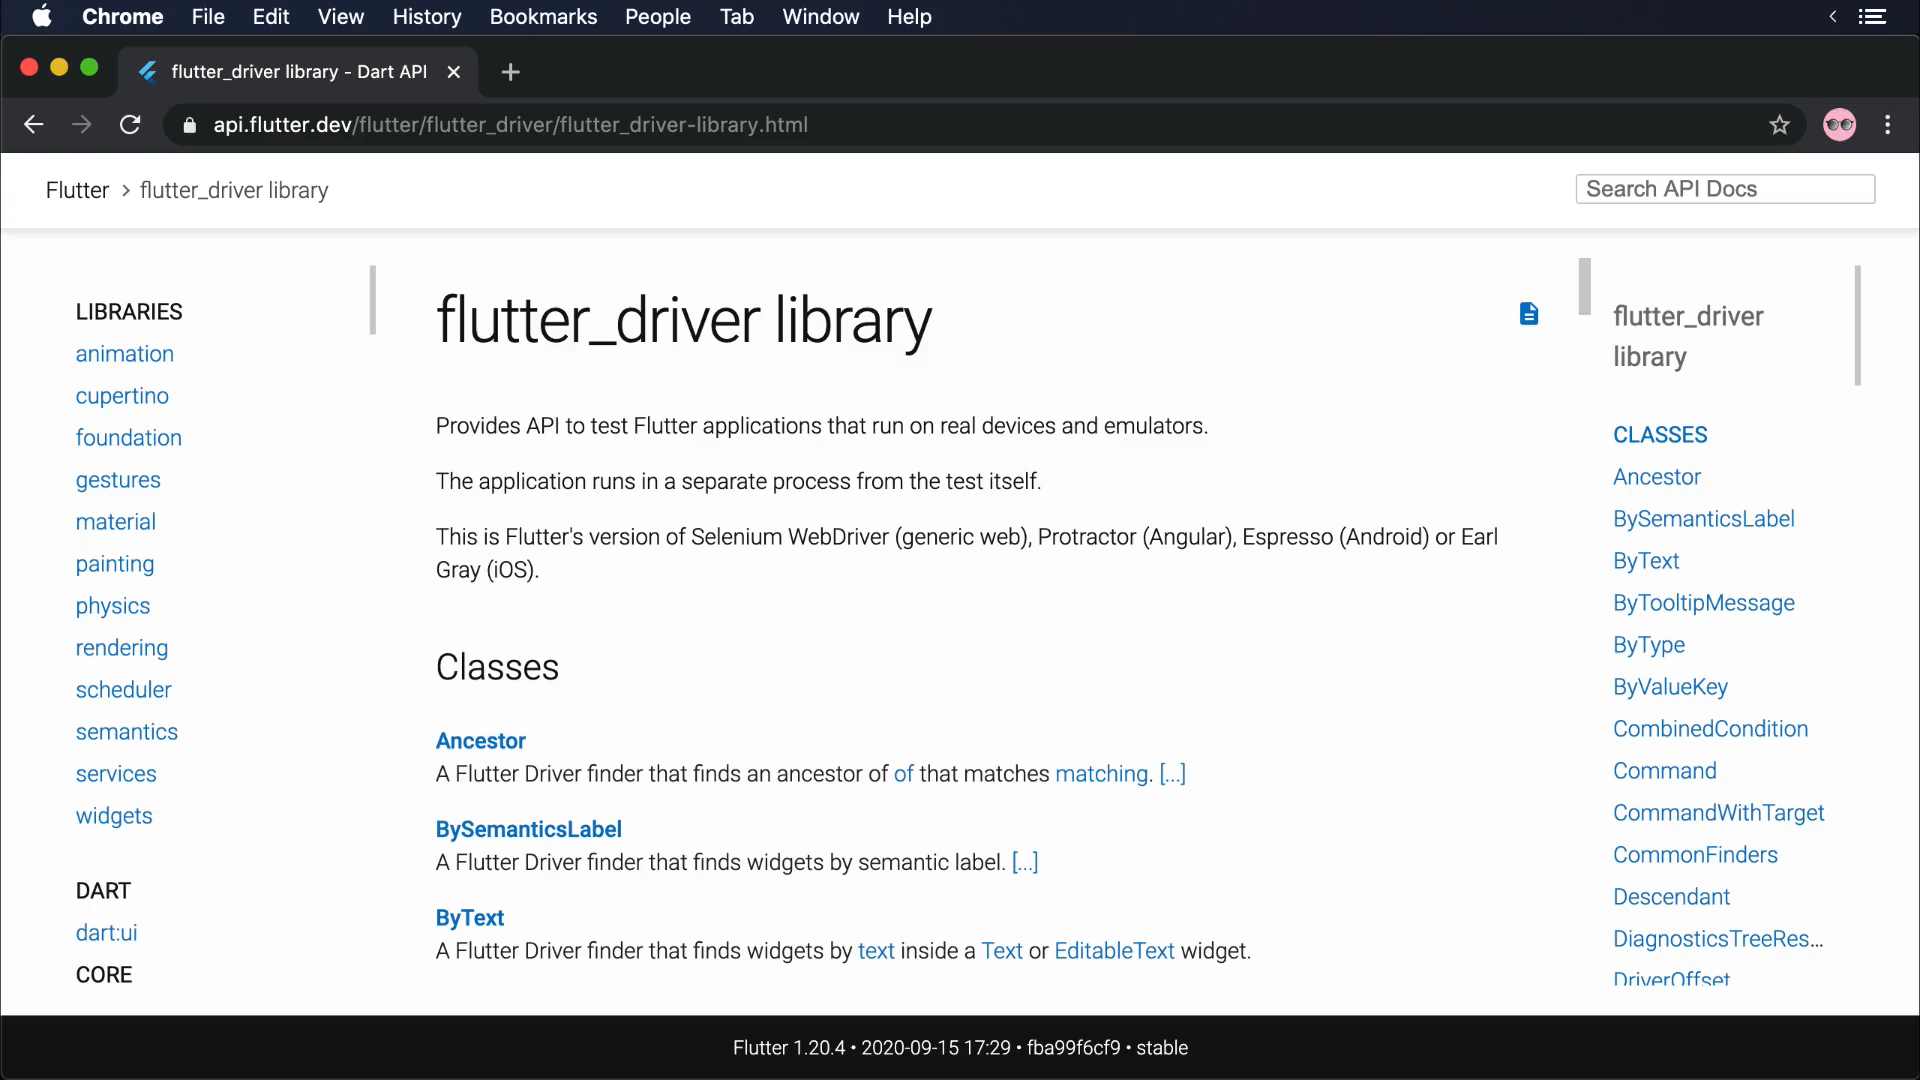 Chrome File Edit View History Bookmarks People Tab Window Help
flutter_driver library - Dart API
api.flutter.dev/flutter/flutter_driver/flutter_driver-library.html
Flutter › flutter_driver library
Search API Docs
LIBRARIES
animation
cupertino
foundation
gestures
material
painting
physics
rendering
scheduler
semantics
services
widgets
DART
dart:ui
CORE
flutter_driver library
Provides API to test Flutter applications that run on real devices and emulators.
The application runs in a separate process from the test itself.
This is Flutter's version of Selenium WebDriver (generic web), Protractor (Angular), Espresso (Android) or Earl
Gray (iOS).
Classes
Ancestor
A Flutter Driver finder that finds an ancestor of of that matches matching. [...]
BySemanticsLabel
A Flutter Driver finder that finds widgets by semantic label. [...]
ByText
A Flutter Driver finder that finds widgets by text inside a Text or EditableText widget.
flutter_driver
library
CLASSES
Ancestor
BySemanticsLabel
ByText
ByTooltipMessage
ByType
ByValueKey
CombinedCondition
Command
CommandWithTarget
CommonFinders
Descendant
DiagnosticsTreeRes...
DriverOffset
Flutter 1.20.4 • 2020-09-15 17:29 • fba99f6cf9 • stable